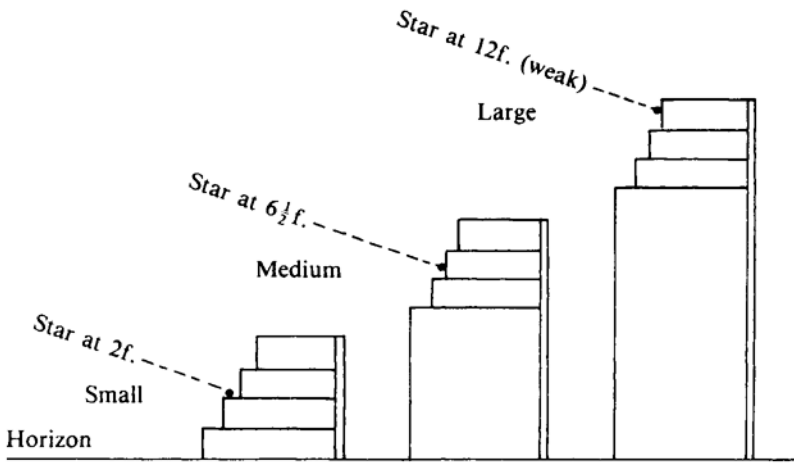 Star at 12f. (weak)
Large
Star at 6½f.
Medium
Star at 2f.
Small
Horizon